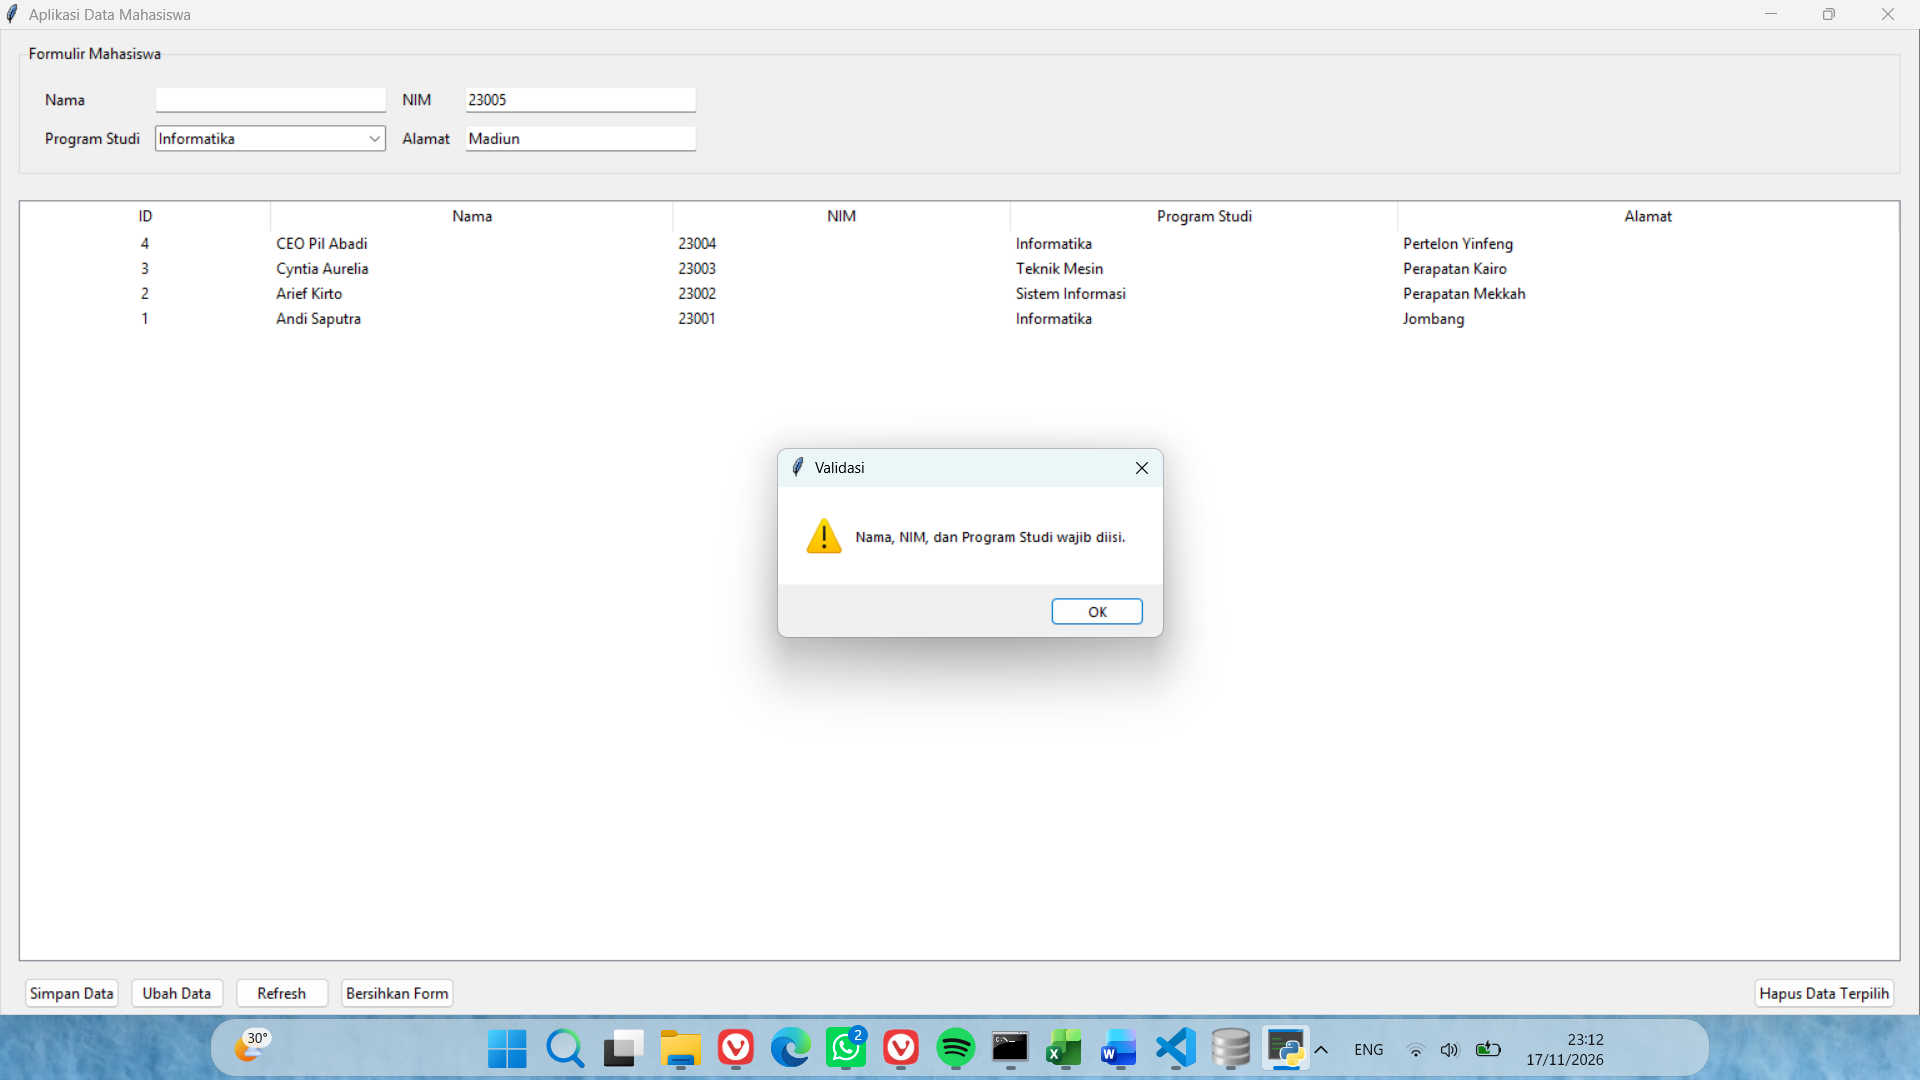 Aplikasi Data Mahasiswa
Formulir Mahasiswa
Nama NIM 23005
Program Studi Informatika Alamat Madiun
ID Nama NIM Program Studi Alamat
4 CEO Pil Abadi 23004 Informatika Pertelon Yinfeng
3 Cyntia Aurelia 23003 Teknik Mesin Perapatan Kairo
2 Arief Kirto 23002 Sistem Informasi Perapatan Mekkah
1 Andi Saputra 23001 Informatika Jombang
Validasi
Nama, NIM, dan Program Studi wajib diisi.
OK
Simpan Data Ubah Data Refresh Bersihkan Form Hapus Data Terpilih
30°
2
ENG
23:12
17/11/2026